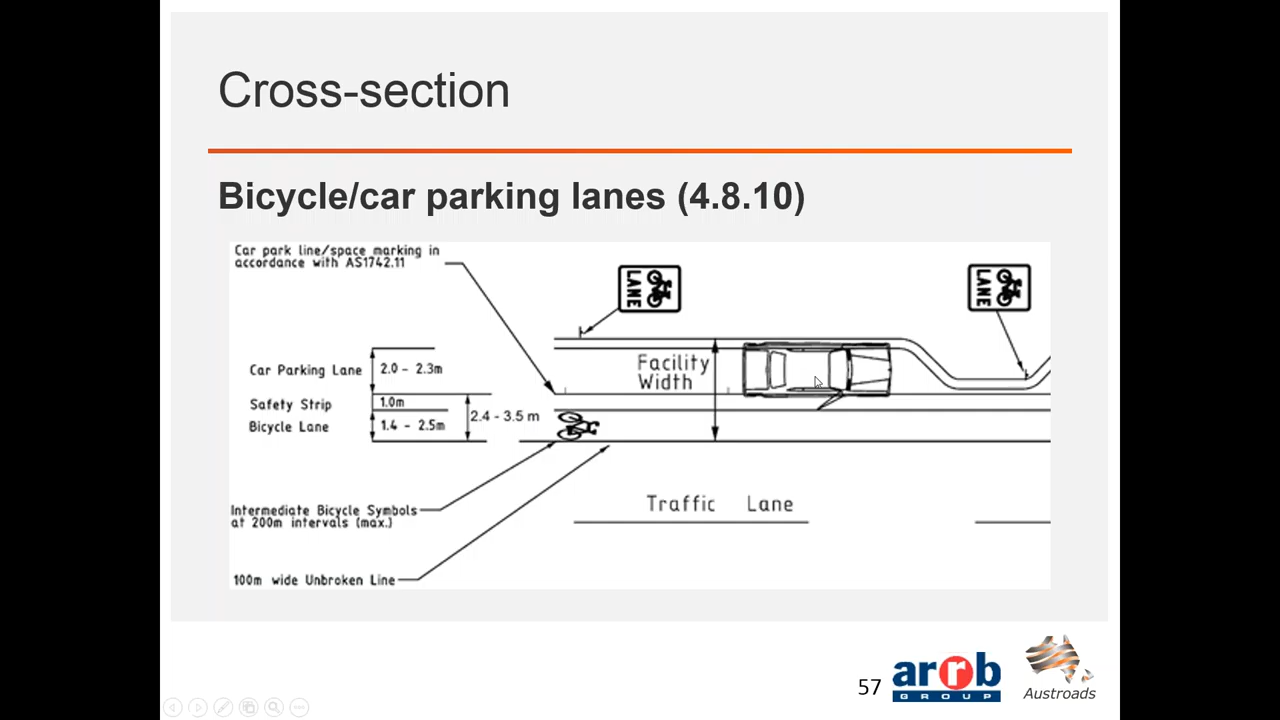 Cross-section
Bicycle/car parking lanes (4.8.10)
Car park line/space marking in
accordance with AS1742.11
LANE
LANE
Facility
Width
Car Parking Lane
2.0 - 2.3m
Safety Strip
1.0m
2.4 - 3.5 m
Bicycle Lane
1.4 - 2.5m
Intermediate Bicycle Symbols
at 200m intervals (max.)
Traffic Lane
100m wide Unbroken Line
57
arrb
GROUP
Austroads